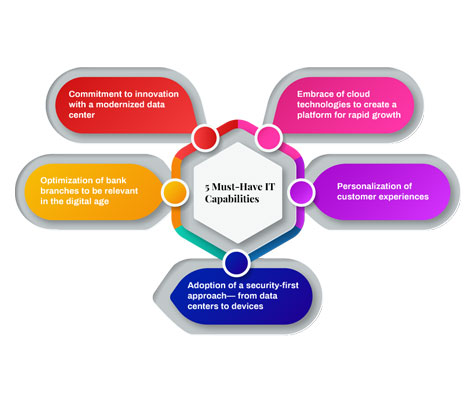 Commitment to innovation
with a modernized data
center
Embrace of cloud
technologies to create a
platform for rapid growth
Optimization of bank
branches to be relevant
in the digital age
5 Must-Have IT
Capabilities
Personalization of
customer experiences
Adoption of a security-first
approach— from data
centers to devices